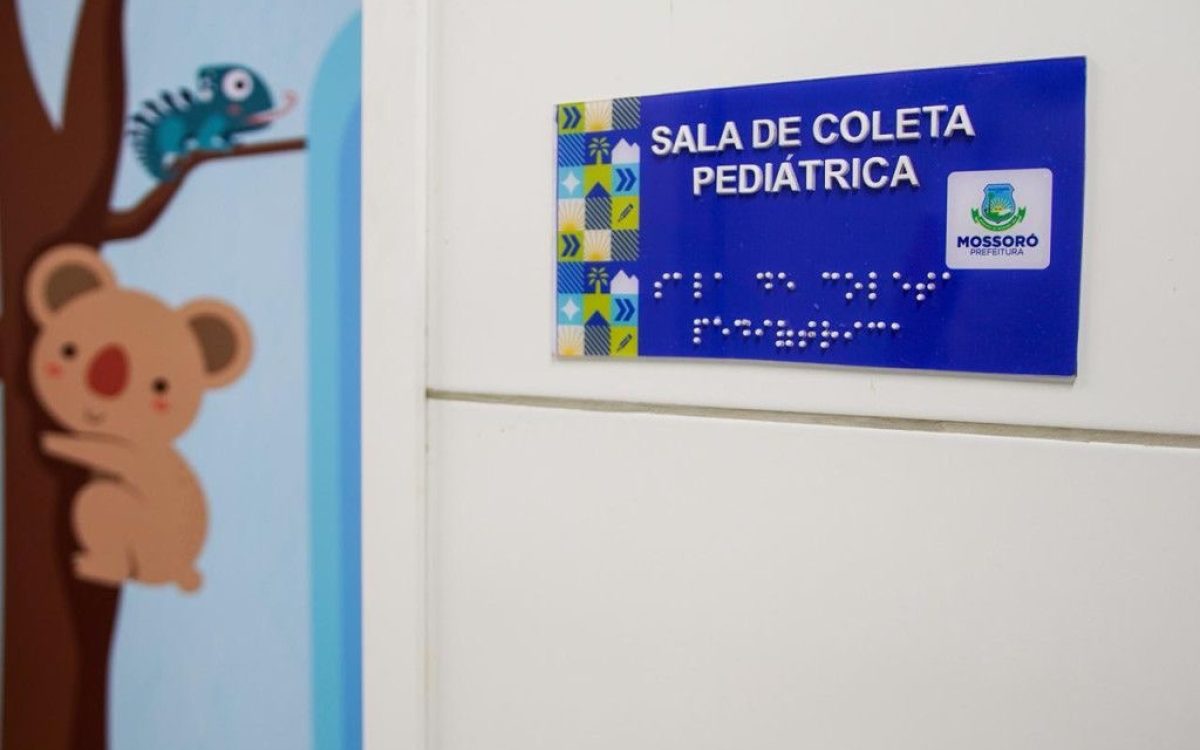 SALA DE COLETA
PEDIÁTRICA
MOSSORÓ
PREFEITURA